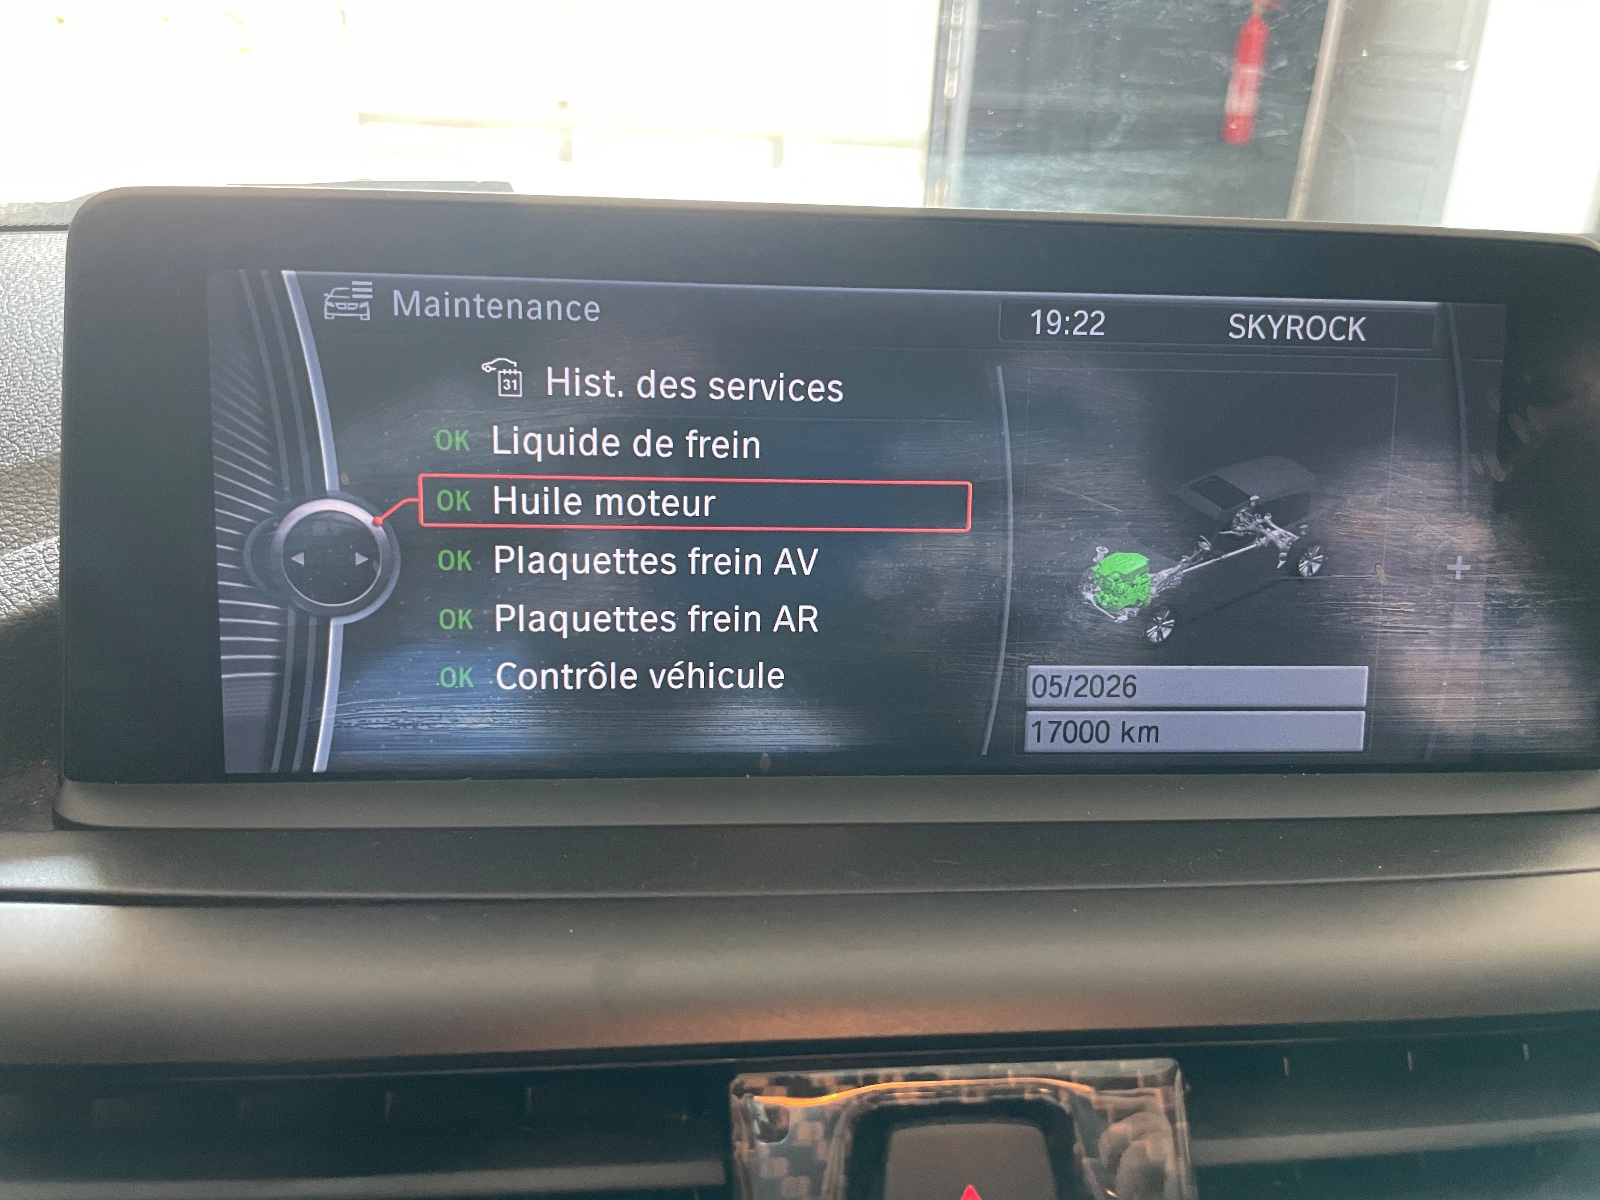 Maintenance
19:22 SKYROCK
31 Hist. des services
OK Liquide de frein
OK Huile moteur
OK Plaquettes frein AV
OK Plaquettes frein AR
OK Contrôle véhicule
05/2026
17000 km